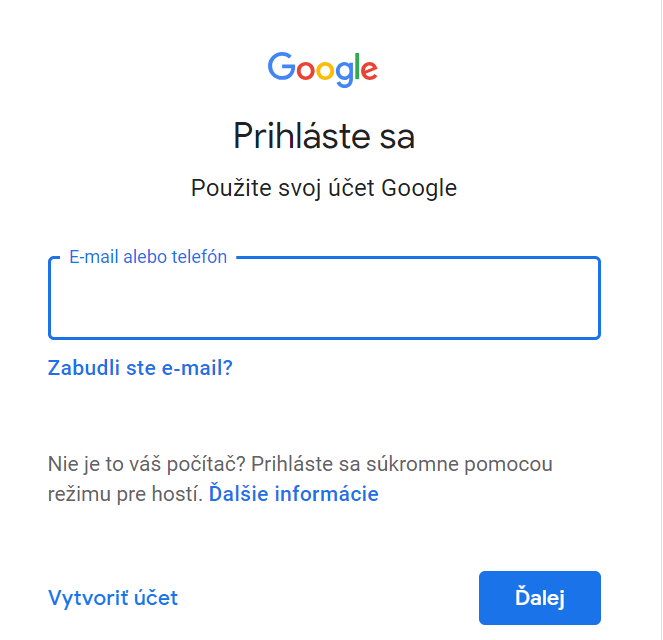 Google
Prihláste sa
Použite svoj účet Google
E-mail alebo telefón
Zabudli ste e-mail?
Nie je to váš počítač? Prihláste sa súkromne pomocou
režimu pre hostí. Ďalšie informácie
Vytvoriť účet
Ďalej